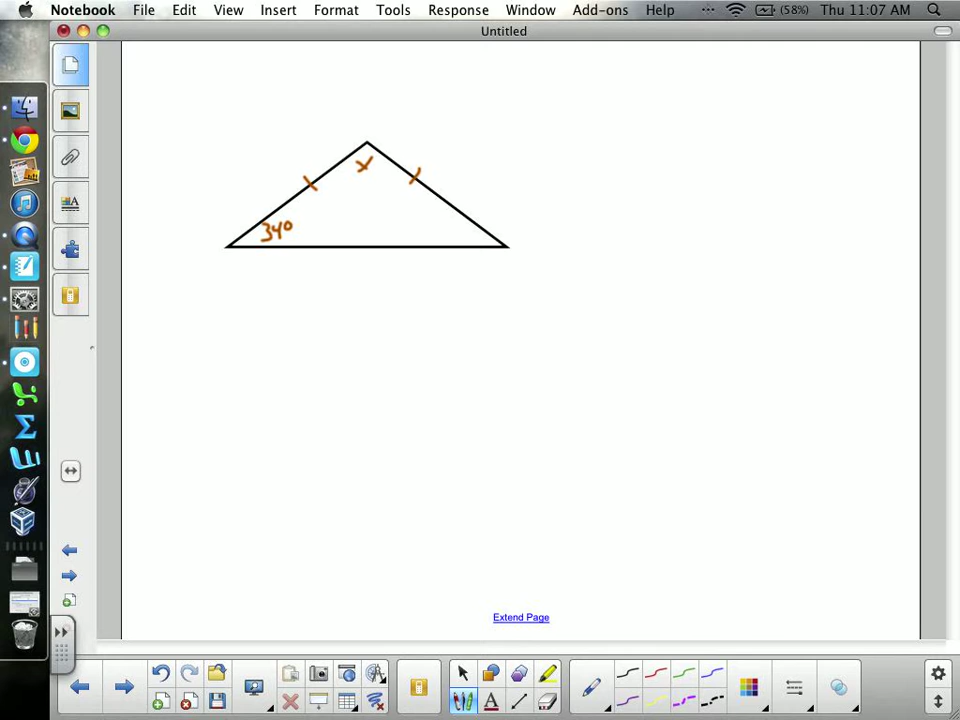 Notebook File Edit View Insert Format Tools Response Window Add-ons Help (58%) Thu 11:07 AM
Untitled
x
34°
Extend Page